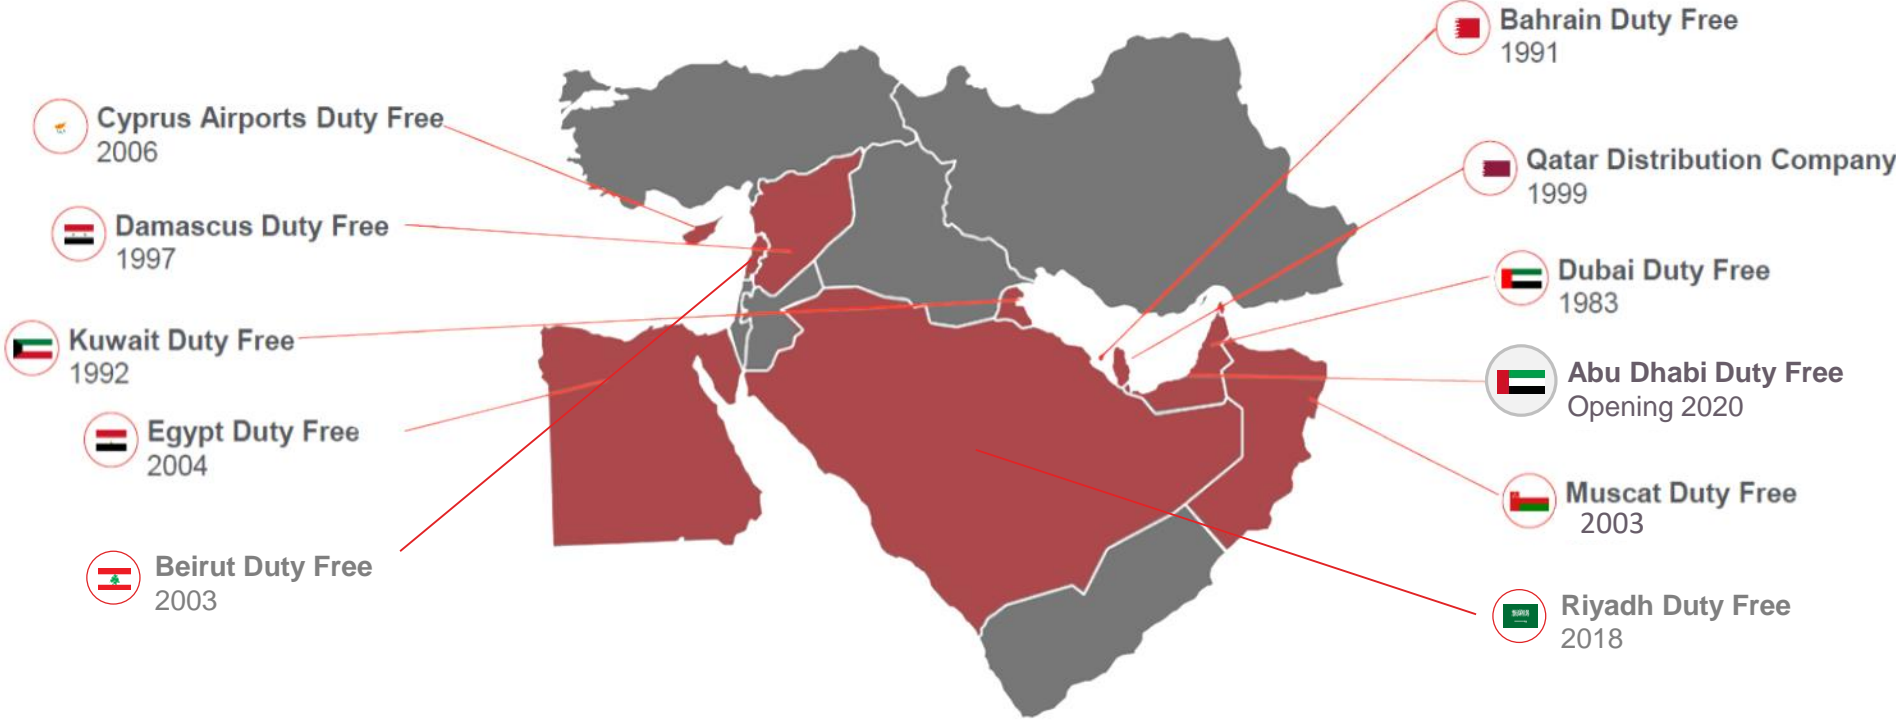 Cyprus Airports Duty Free
2006
Damascus Duty Free
1997
Kuwait Duty Free
1992
Egypt Duty Free
2004
Beirut Duty Free
2003
Bahrain Duty Free
1991
Qatar Distribution Company
1999
Dubai Duty Free
1983
Abu Dhabi Duty Free
Opening 2020
Muscat Duty Free
2003
Riyadh Duty Free
2018